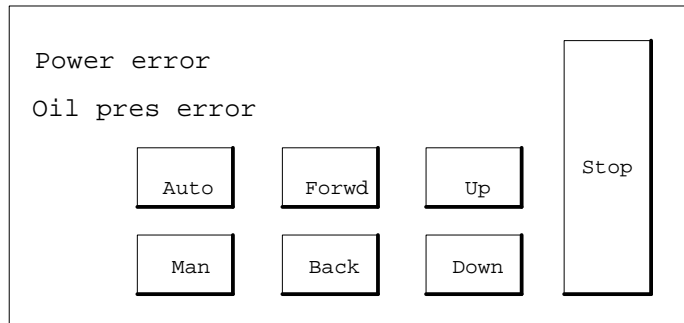 Power error
Oil pres error
Stop
Auto Forwd Up
Man Back Down